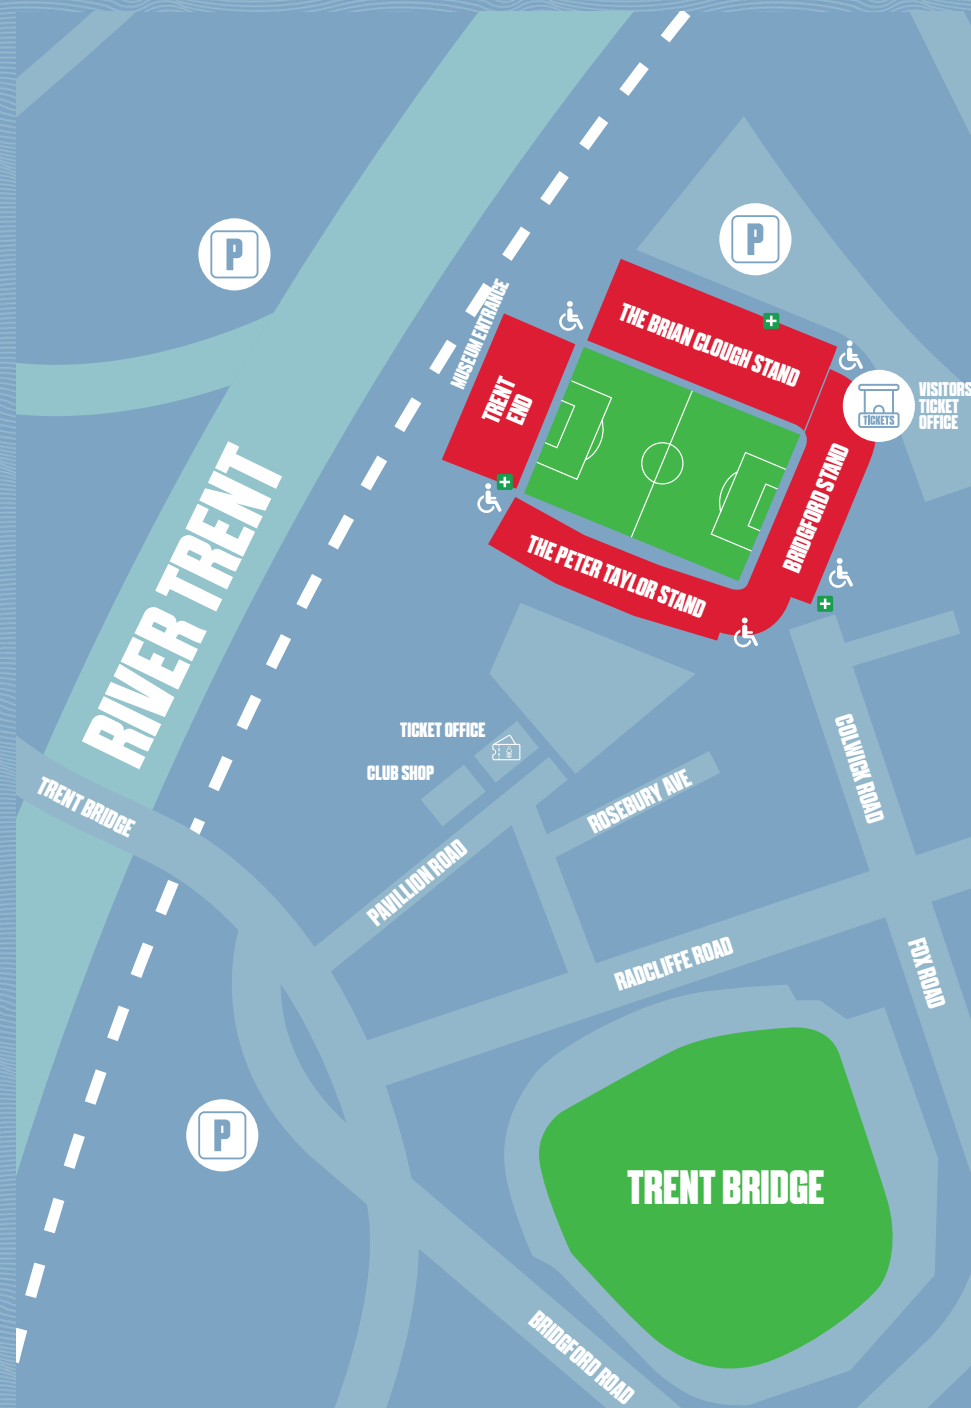 P
P
MUSEUM ENTRANCE
THE BRIAN CLOUGH STAND
TRENT
END
VISITORS
TICKET
OFFICE
TICKETS
BRIDGFORD STAND
THE PETER TAYLOR STAND
RIVER TRENT
TICKET OFFICE
CLUB SHOP
TRENT BRIDGE
ROSEBURY AVE
COLWICK ROAD
PAVILLION ROAD
RADCLIFFE ROAD
FOX ROAD
P
TRENT BRIDGE
BRIDGFORD ROAD